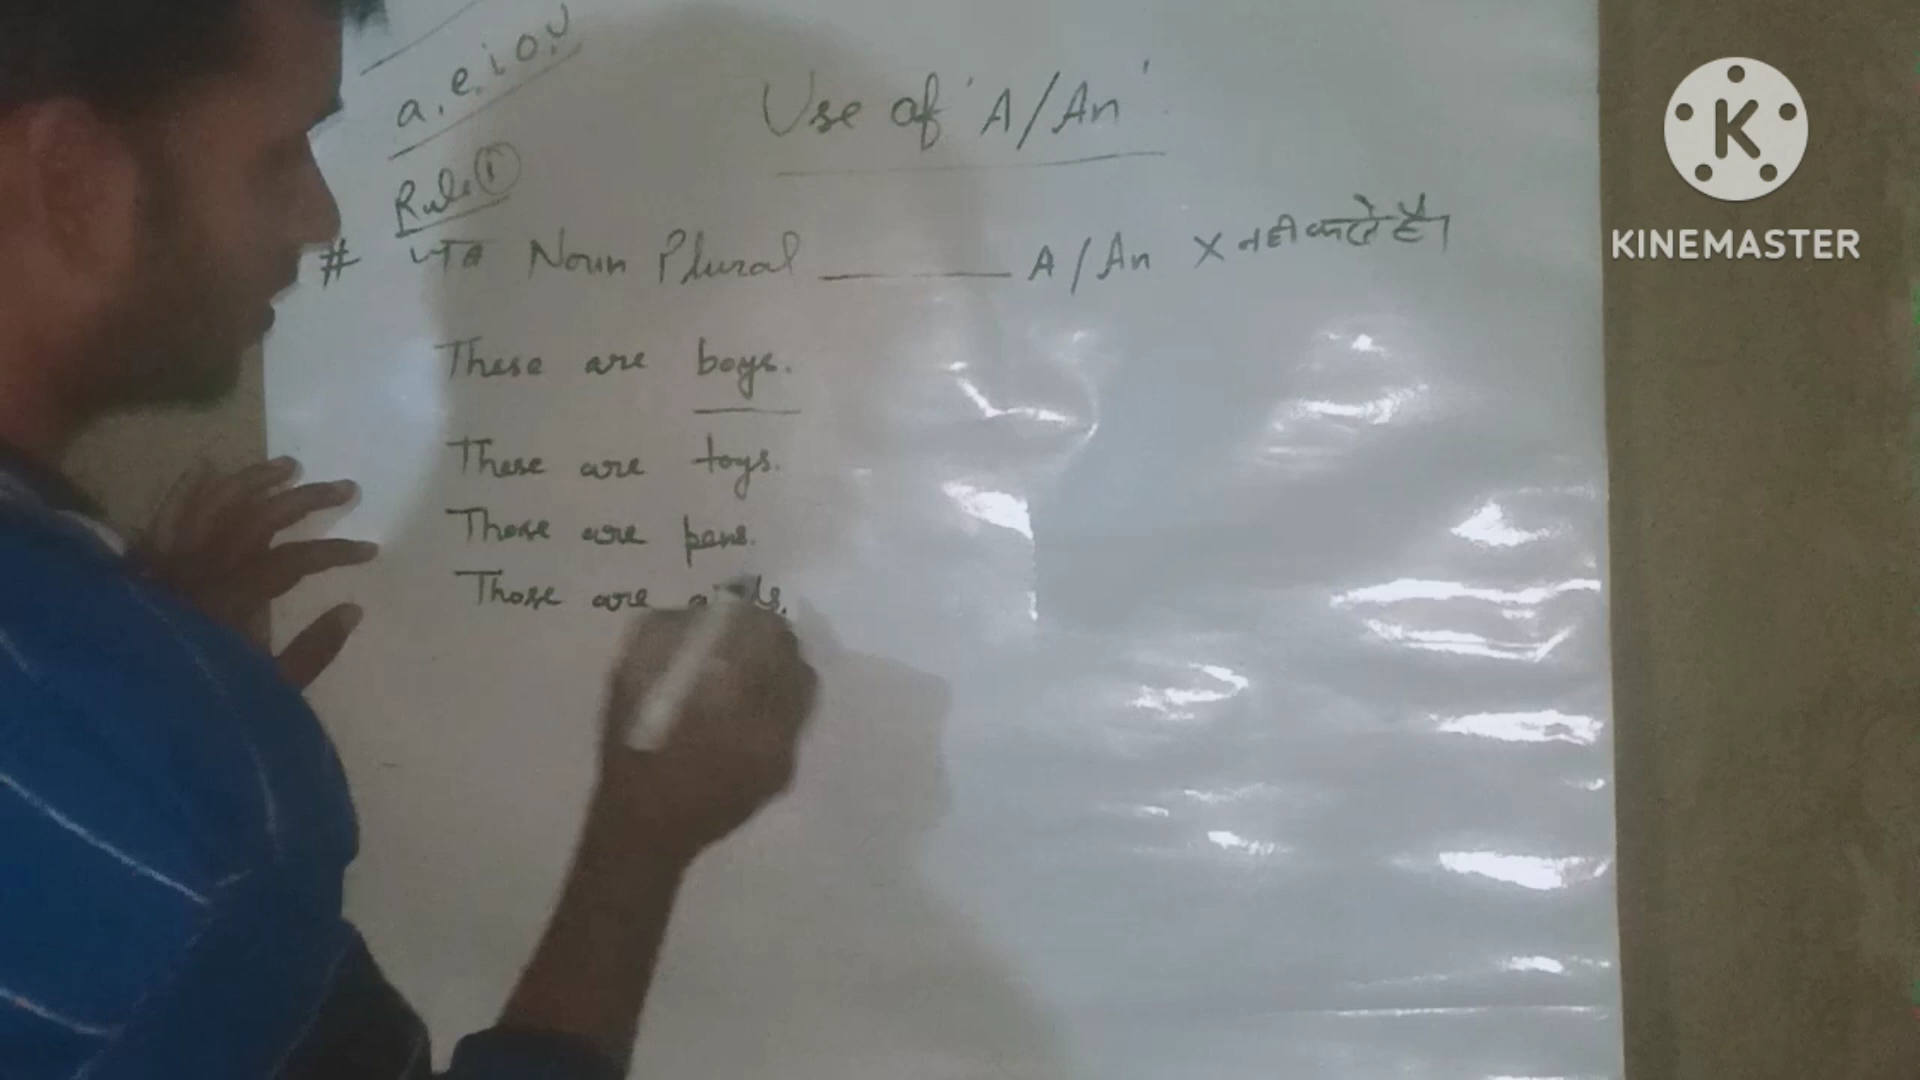 a, e, i o, u
Use of 'A/An'
Rule ①
# जब Noun Plural ______ A/An X नही करते है।
These are boys.
These are toys.
Those are pens.
Those are
K
KINEMASTER